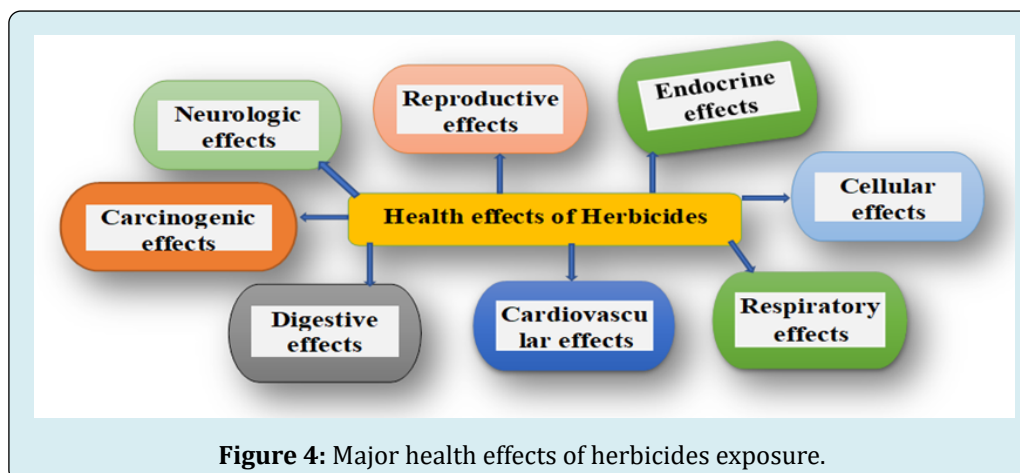 Neurologic
effects
Reproductive
effects
Endocrine
effects
Carcinogenic
effects
Health effects of Herbicides
Cellular
effects
Digestive
effects
Cardiovascu
lar effects
Respiratory
effects
Figure 4: Major health effects of herbicides exposure.